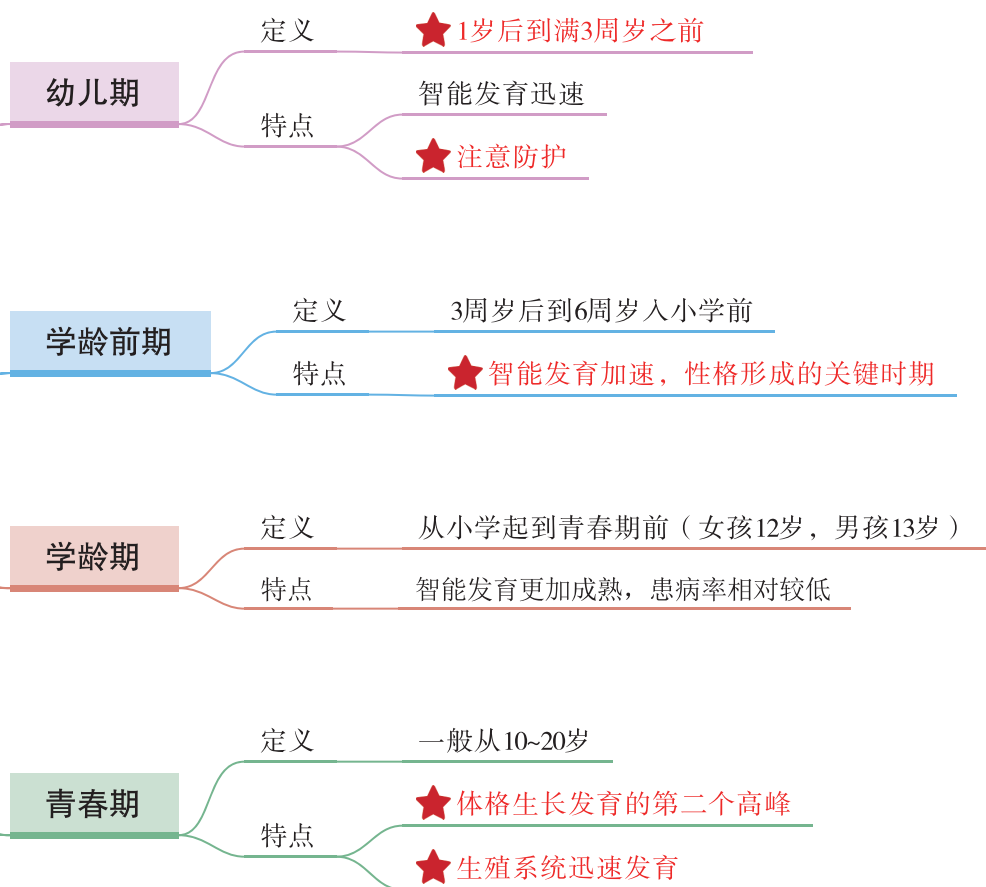 幼儿期
定义
1岁后到满3周岁之前
特点
智能发育迅速
注意防护
学龄前期
定义
3周岁后到6周岁入小学前
特点
智能发育加速，性格形成的关键时期
学龄期
定义
从小学起到青春期前（女孩12岁，男孩13岁）
特点
智能发育更加成熟，患病率相对较低
青春期
定义
一般从10~20岁
特点
体格生长发育的第二个高峰
生殖系统迅速发育